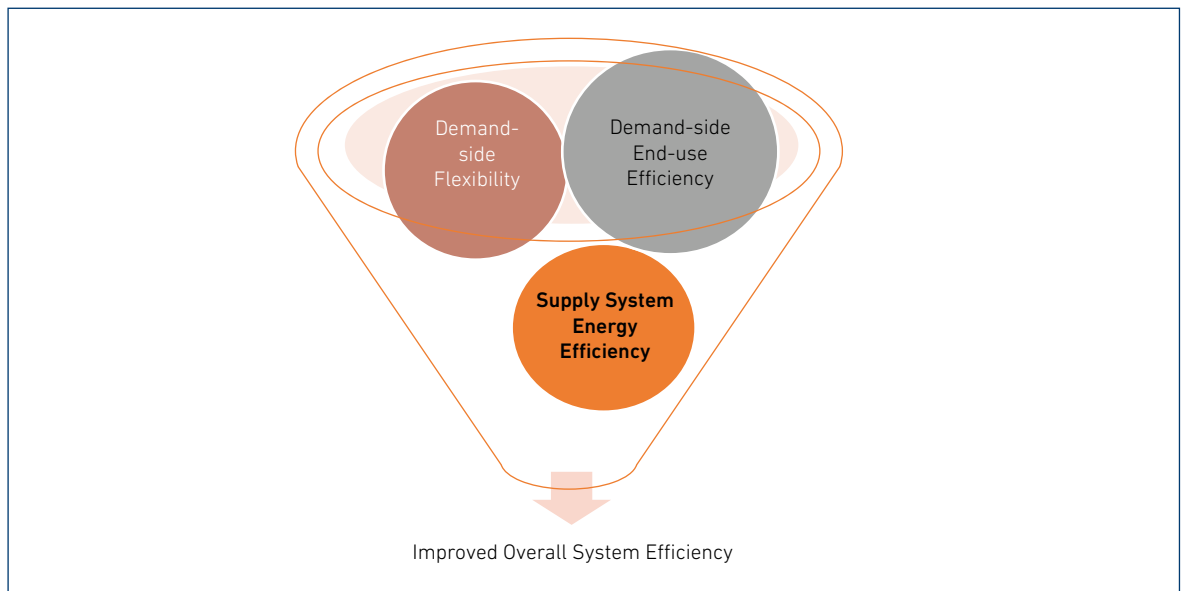 Demand-
side
Flexibility
Demand-side
End-use
Efficiency
Supply System
Energy
Efficiency
Improved Overall System Efficiency